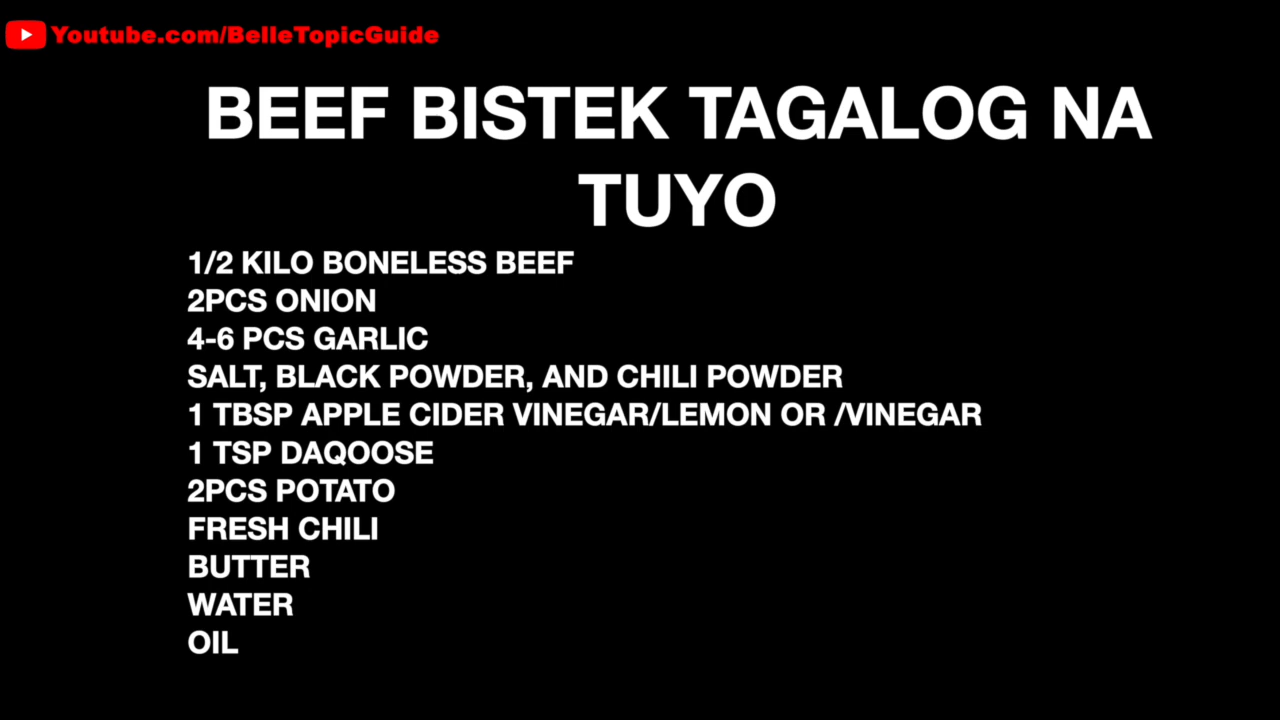 Youtube.com/BelleTopicGuide
BEEF BISTEK TAGALOG NA
TUYO
1/2 KILO BONELESS BEEF
2PCS ONION
4-6 PCS GARLIC
SALT, BLACK POWDER, AND CHILI POWDER
1 TBSP APPLE CIDER VINEGAR/LEMON OR /VINEGAR
1 TSP DAQOOSE
2PCS POTATO
FRESH CHILI
BUTTER
WATER
OIL